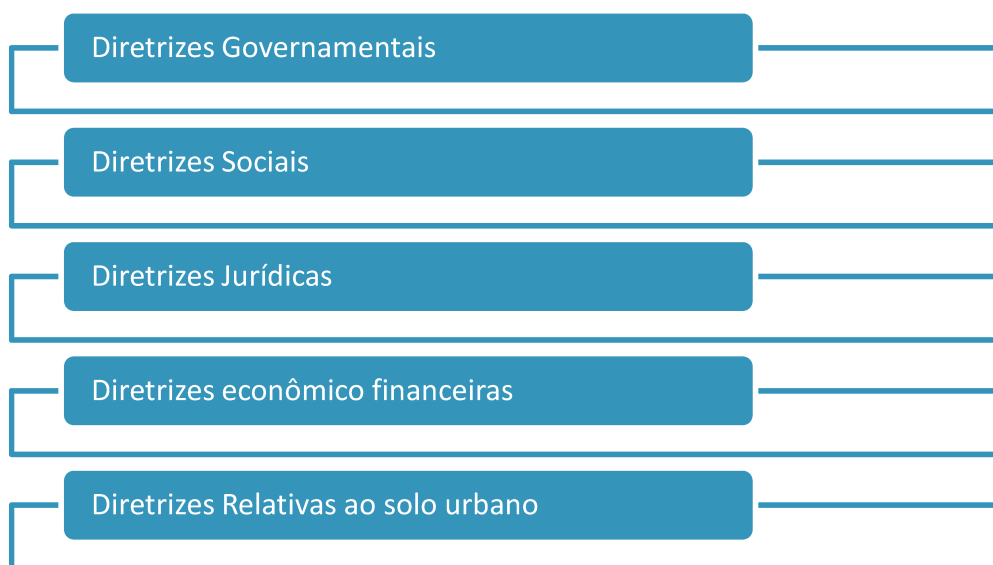 Diretrizes Governamentais
Diretrizes Sociais
Diretrizes Jurídicas
Diretrizes econômico financeiras
Diretrizes Relativas ao solo urbano